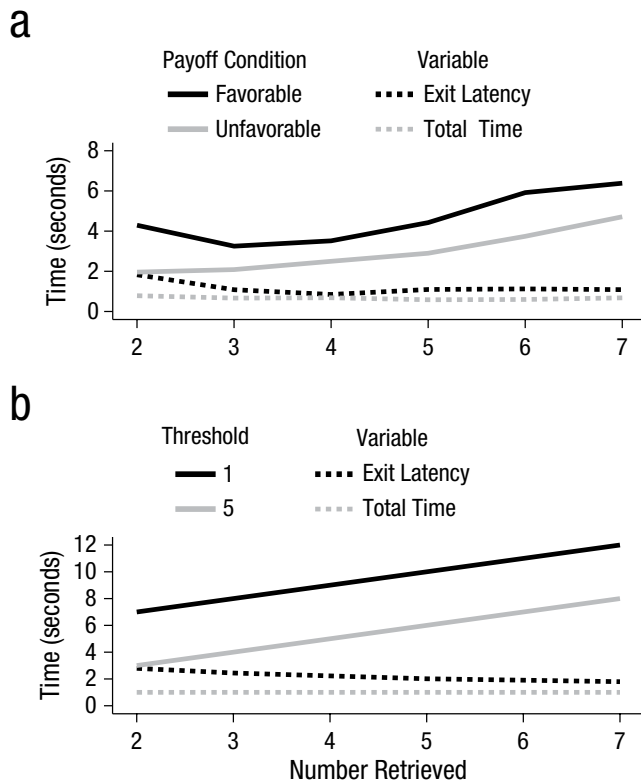 a
Payoff Condition Variable
Favorable Exit Latency
Unfavorable Total Time
Time (seconds)
8
6
4
2
0
2 3 4 5 6 7
b
Threshold Variable
1 Exit Latency
5 Total Time
Time (seconds)
12
10
8
6
4
2
0
2 3 4 5 6 7
Number Retrieved